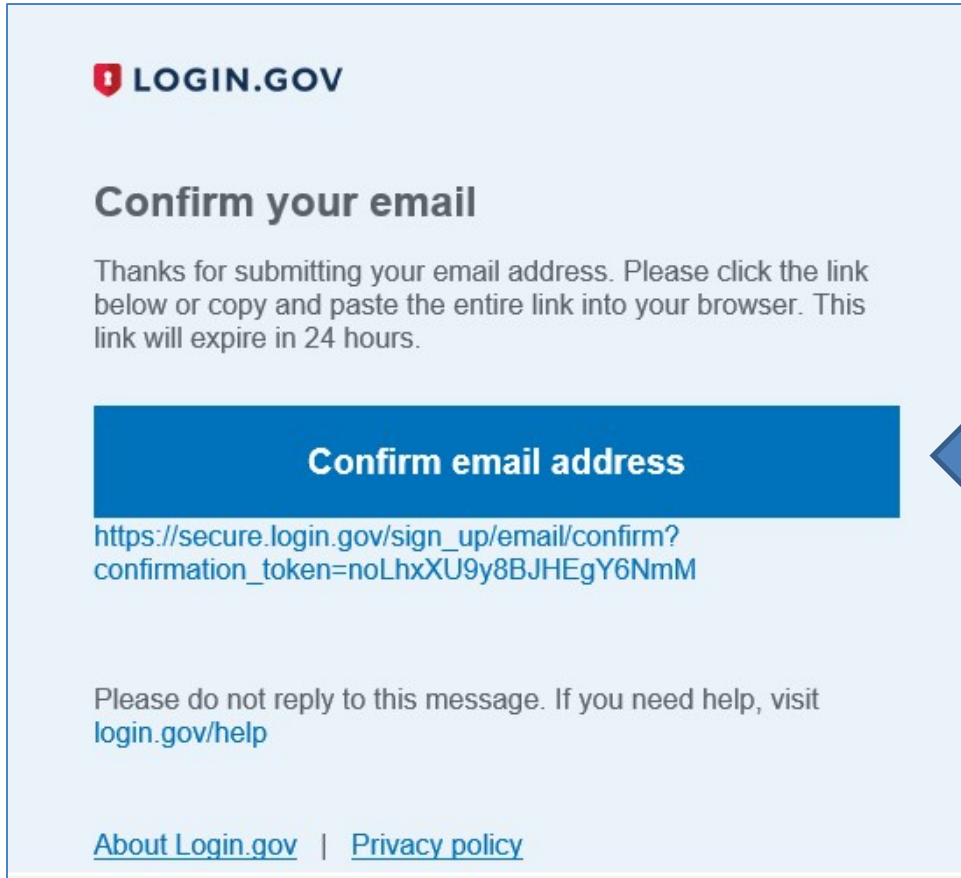 LOGIN.GOV
Confirm your email
Thanks for submitting your email address. Please click the link
below or copy and paste the entire link into your browser. This
link will expire in 24 hours.
Confirm email address
https://secure.login.gov/sign_up/email/confirm?
confirmation_token=noLhxXU9y8BJHEgY6NmM
Please do not reply to this message. If you need help, visit
login.gov/help
About Login.gov | Privacy policy